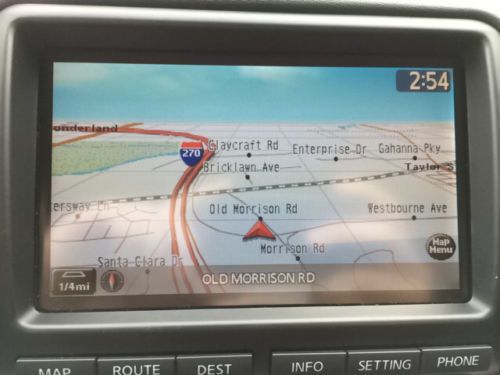 2:54
onderland
270
Claycraft Rd
Enterprise Dr
Gahanna Pky
Bricklawn Ave
Taylor S
ersway Ln
Old Morrison Rd
Westbourne Ave
Morrison Rd
Map
Menu
Santa Clara Dr
1/4mi
OLD MORRISON RD
MAP
ROUTE
DEST
INFO
SETTING
PHONE